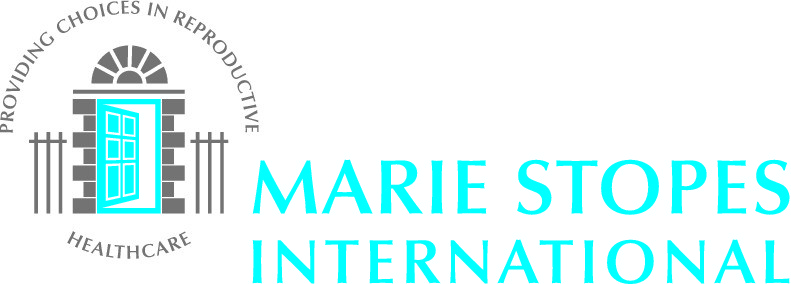 PROVIDING CHOICES IN REPRODUCTIVE
HEALTHCARE
MARIE STOPES
INTERNATIONAL